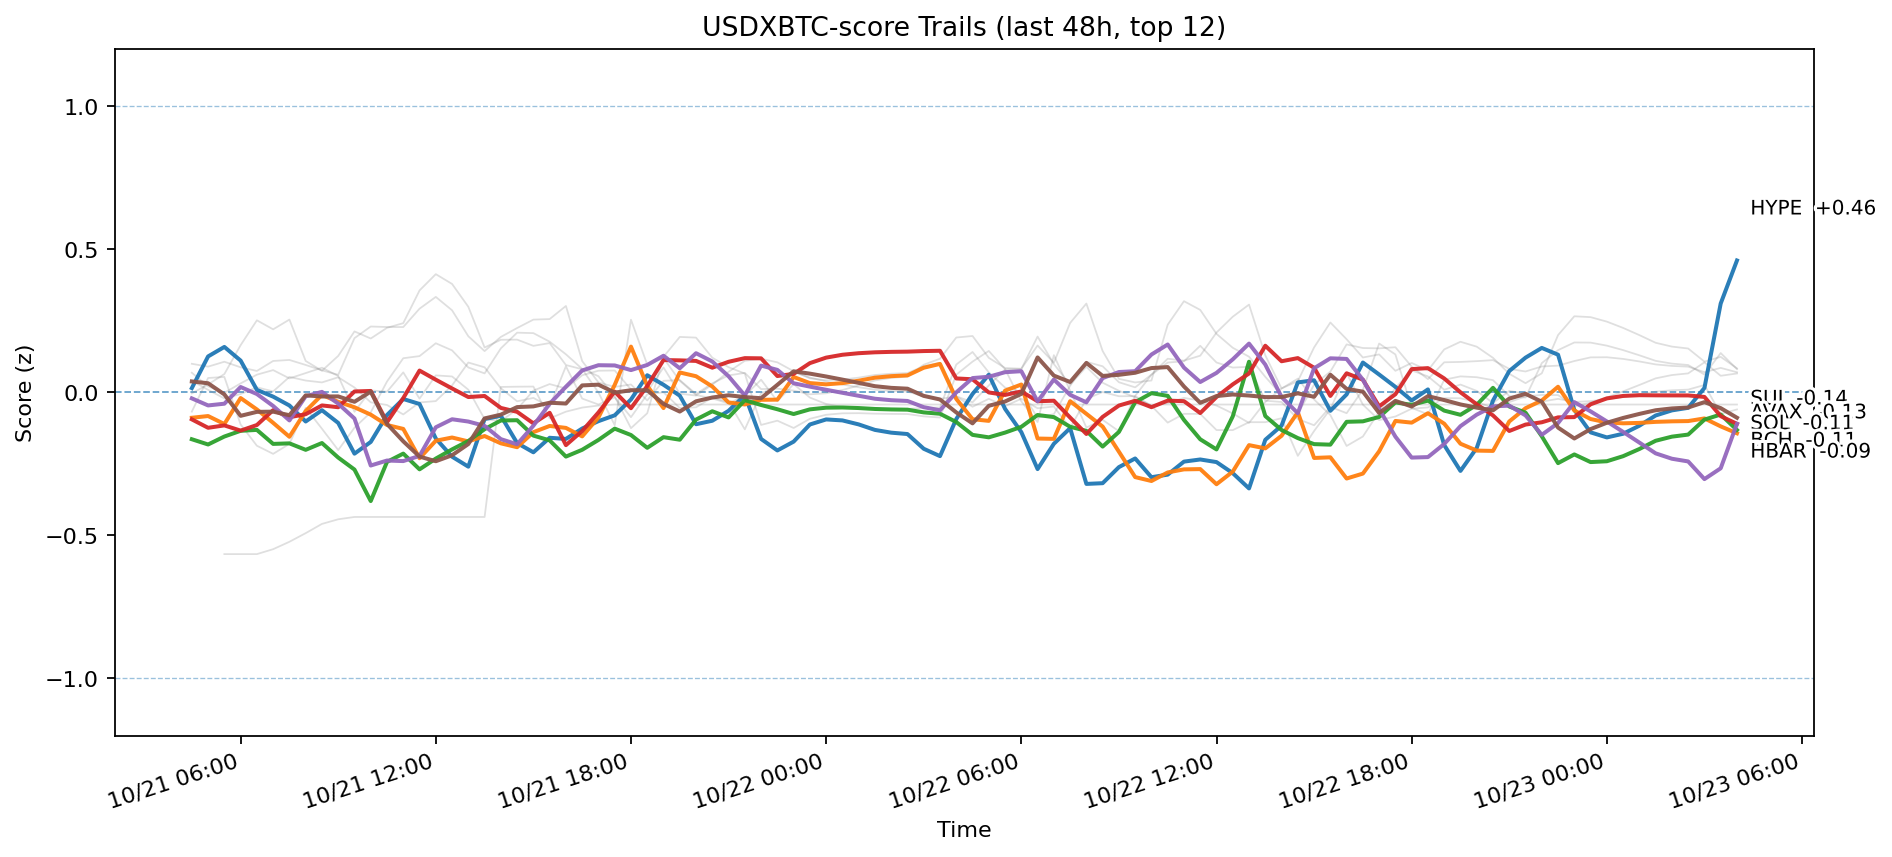 USDXBTC-score Trails (last 48h, top 12)
Score (z)
1.0
0.5
0.0
−0.5
−1.0
HYPE +0.46
-0.14
AVAX -0.13
SOL -0.11
BCH -0.11
HBAR -0.09
10/21 06:00
10/21 12:00
10/21 18:00
10/22 00:00
10/22 06:00
10/22 12:00
10/22 18:00
10/23 00:00
10/23 06:00
Time